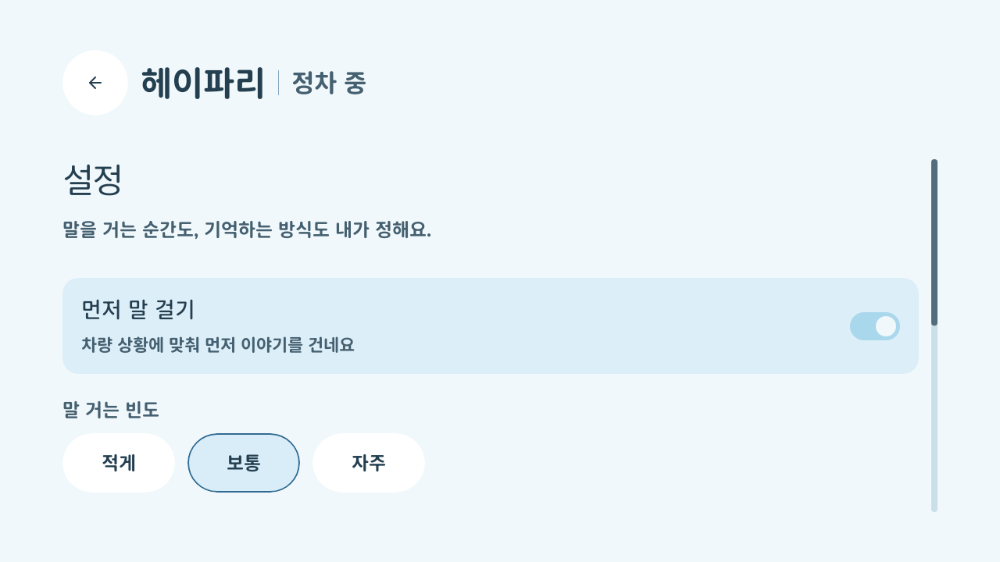 헤이파리 정차 중
설정
말을 거는 순간도, 기억하는 방식도 내가 정해요.
먼저 말 걸기
차량 상황에 맞춰 먼저 이야기를 건네요
말 거는 빈도
적게 보통 자주